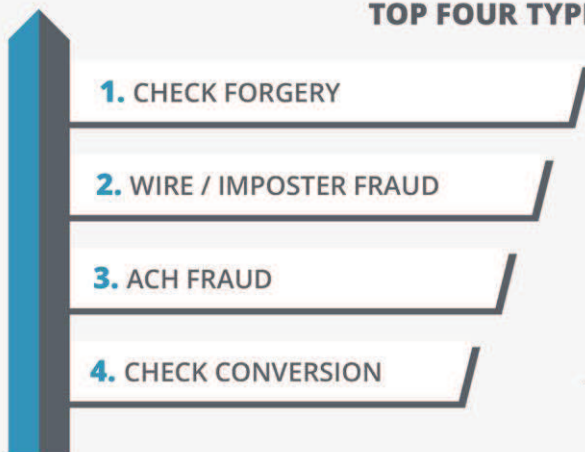 TOP FOUR
1. CHECK FORGERY
2. WIRE / IMPOSTER FRAUD
3. ACH FRAUD
4. CHECK CONVERSION